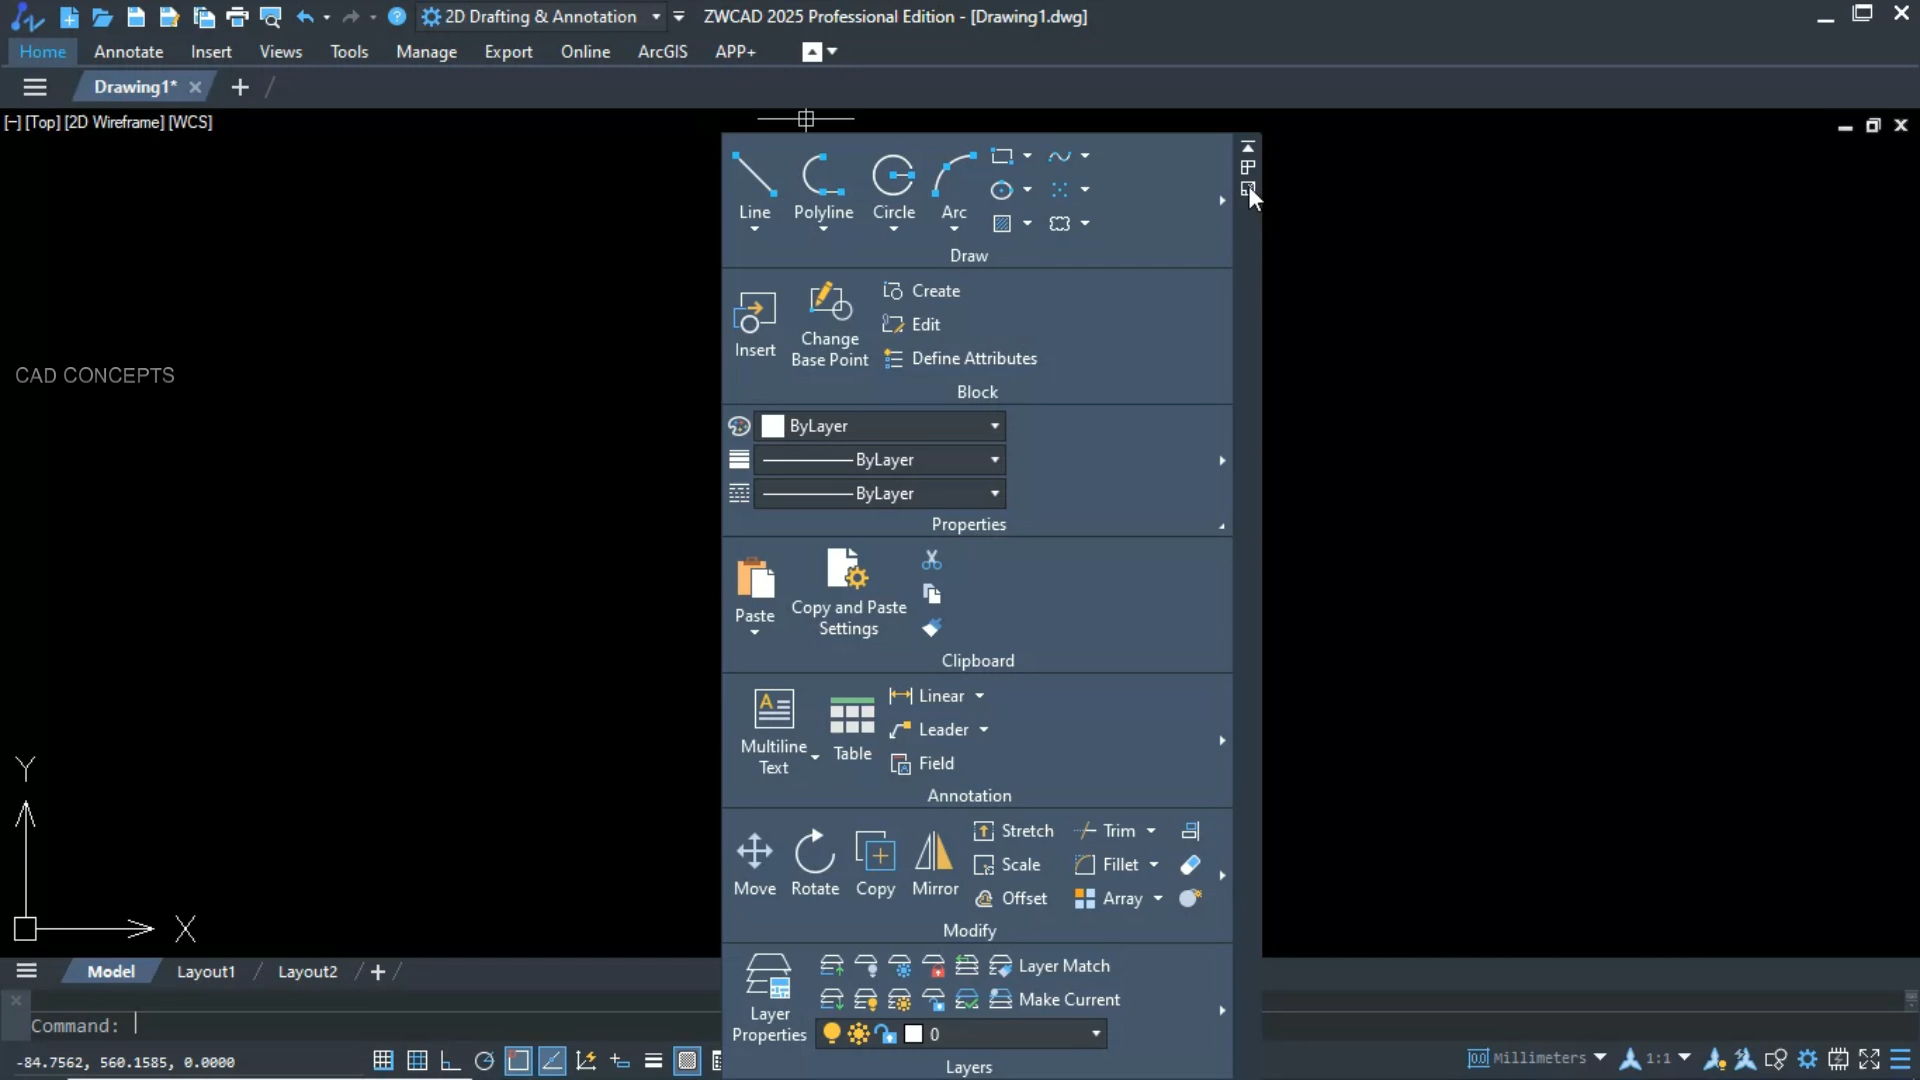 2D Drafting & Annotation
ZWCAD 2025 Professional Edition - [Drawing1.dwg]
Home Annotate Insert Views Tools Manage Export Online ArcGIS APP+
Drawing1*
[−] [Top] [2D Wireframe] [WCS]
Line Polyline Circle Arc
Draw
Insert
Change
Base Point
Create
Edit
Define Attributes
Block
CAD CONCEPTS
ByLayer
ByLayer
ByLayer
Properties
Paste
Copy and Paste
Settings
Clipboard
Multiline
Text
Table
Linear
Leader
Field
Annotation
Move Rotate Copy Mirror
Stretch Trim
Scale Fillet
Offset Array
Modify
Layer
Properties
Layer Match
Make Current
0
Layers
Y
X
Model Layout1 Layout2
Command:
-84.7562, 560.1585, 0.0000
Millimeters 1:1